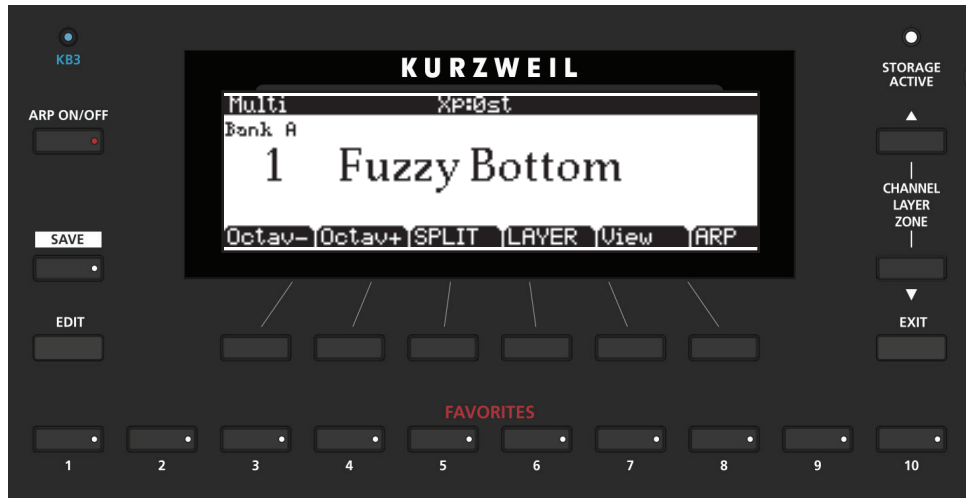 KB3
KURZWEIL
STORAGE
ACTIVE
ARP ON/OFF
Multi Xp:0st
Bank A
1 Fuzzy Bottom
CHANNEL
LAYER
ZONE
SAVE
Octav- Octav+ SPLIT LAYER View ARP
EDIT
EXIT
FAVORITES
1 2 3 4 5 6 7 8 9 10